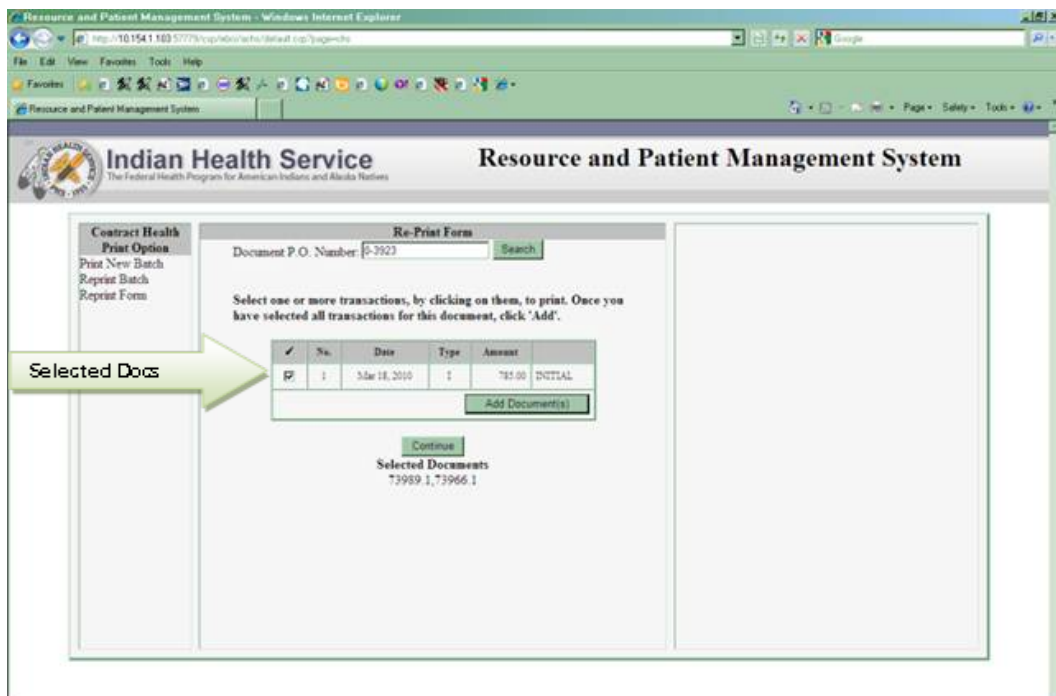 Resource and Patient Management System - Windows Internet Explorer
Google
File Edit View Favorites Tools Help
Favorites
Resource and Patient Management System
Page Safety Tools
Indian Health Service
The Federal Health Program for American Indians and Alaska Natives
Resource and Patient Management System
Contract Health
Print Option
Print New Batch
Reprint Batch
Reprint Form
Re-Print Form
Document P.O. Number: 0-3923 Search
Select one or more transactions, by clicking on them, to print. Once you
have selected all transactions for this document, click 'Add'.
✓ No. Date Type Amount
1 Mar 18, 2010 I 785.00 INITIAL
Add Document(s)
Continue
Selected Documents
73989.1,73966.1
Selected Docs